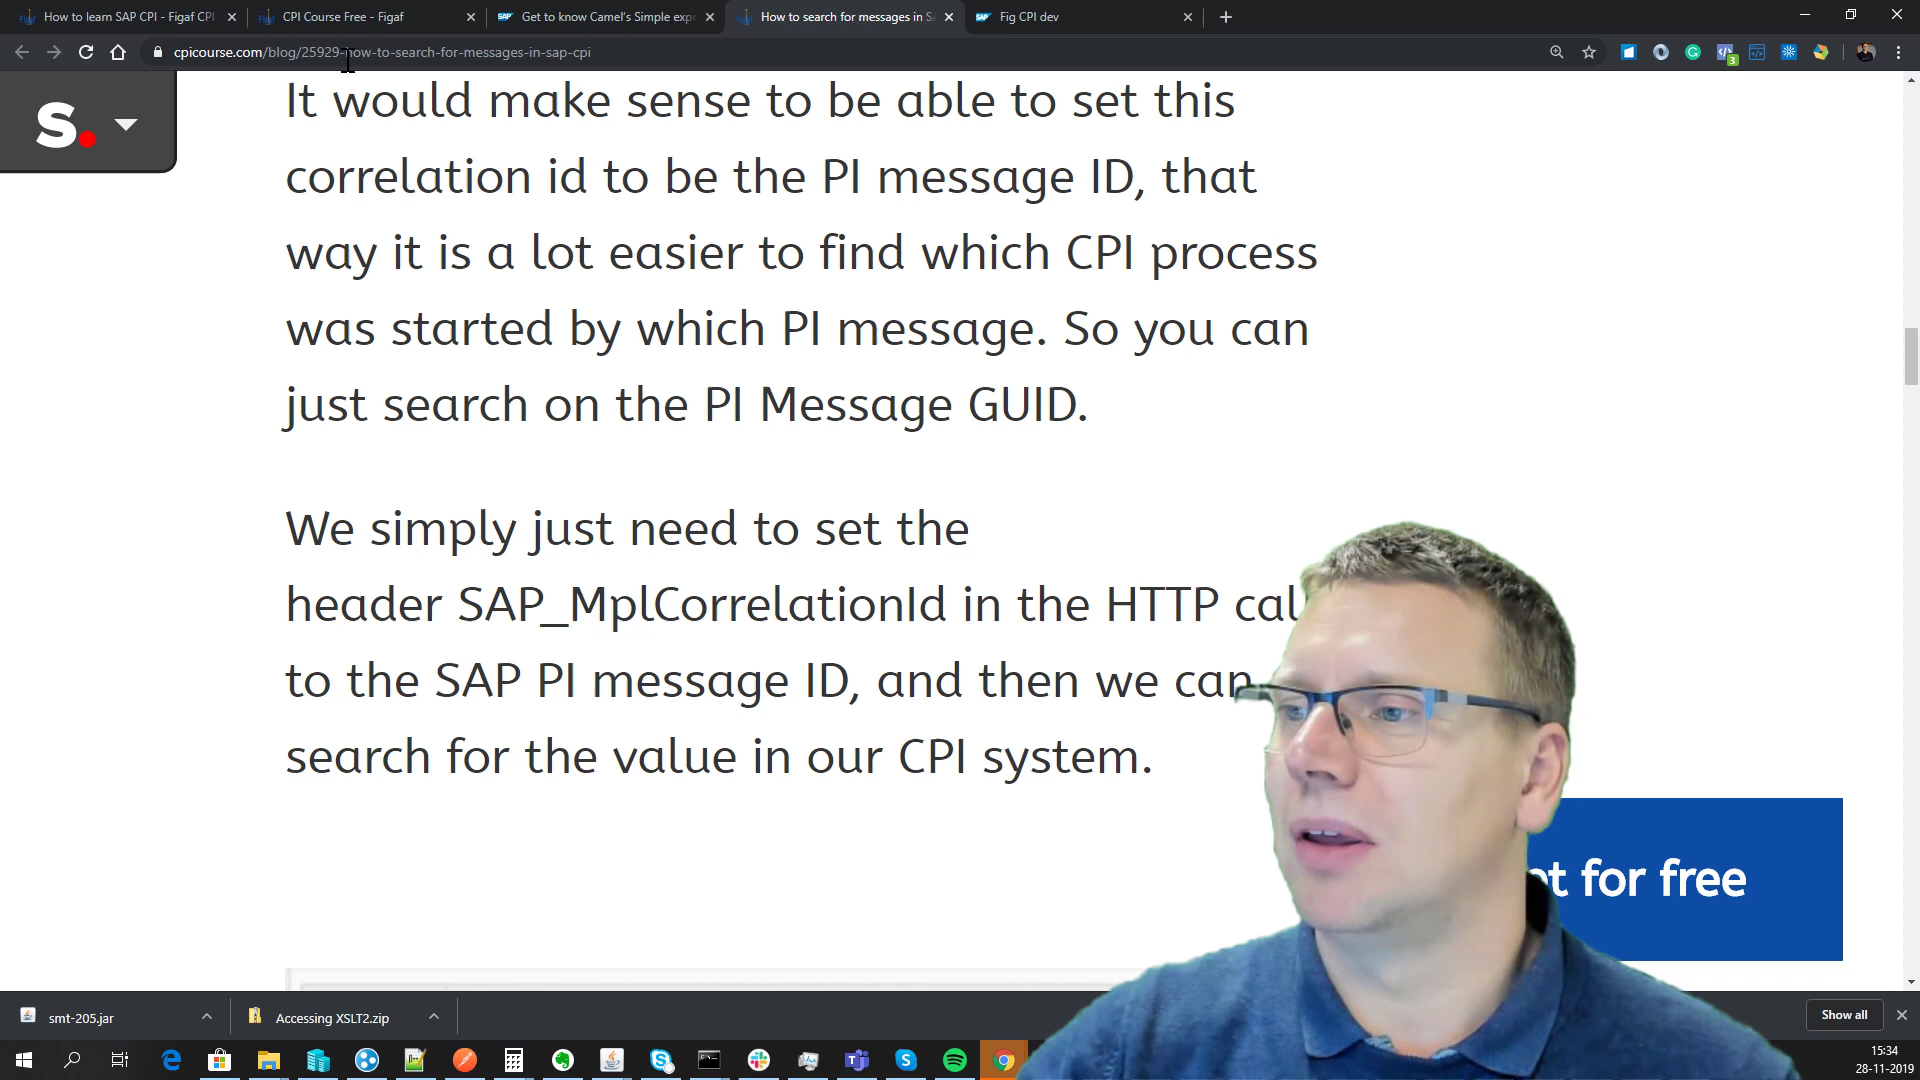 How to learn SAP CPI - Figaf CPI
CPI Course Free - Figaf
Get to know Camel's Simple exp
How to search for messages in SA
Fig CPI dev
cpicourse.com/blog/25929-how-to-search-for-messages-in-sap-cpi
3
It would make sense to be able to set this
correlation id to be the PI message ID, that
way it is a lot easier to find which CPI process
was started by which PI message. So you can
just search on the PI Message GUID.
We simply just need to set the
header SAP_MplCorrelationId in the HTTP cal
to the SAP PI message ID, and then we can
search for the value in our CPI system.
s.
t for free
smt-205.jar
Accessing XSLT2.zip
Show all
15:34
28-11-2019